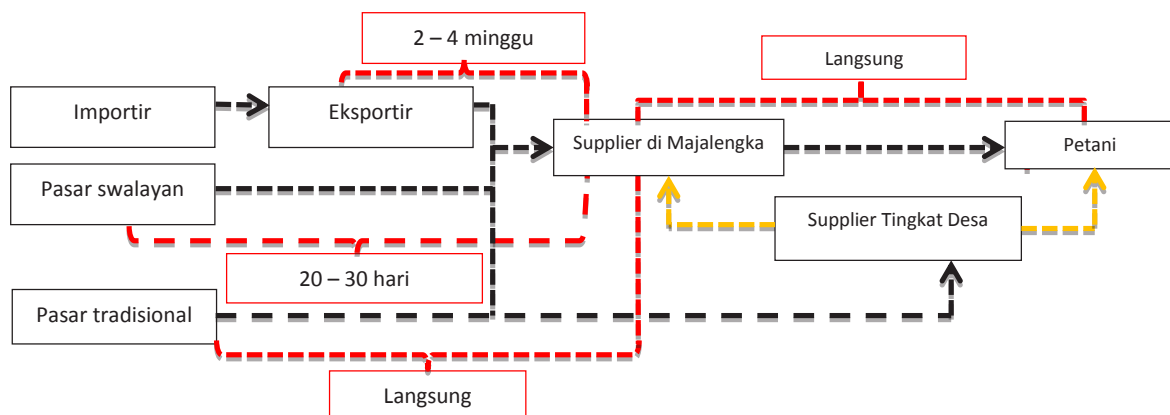 2 – 4 minggu
Langsung
Importir
Eksportir
Supplier di Majalengka
Petani
Pasar swalayan
Supplier Tingkat Desa
20 – 30 hari
Pasar tradisional
Langsung